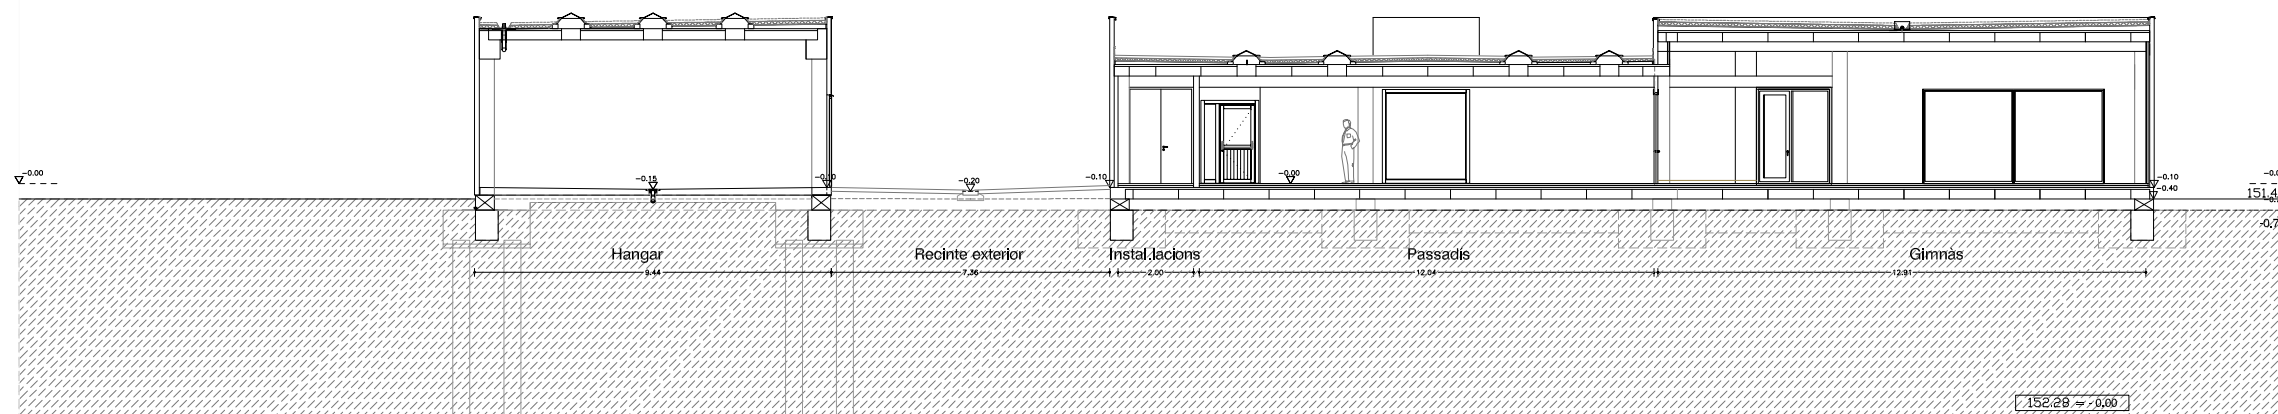 -0.00
-0.15
-0.10
-0.20
-0.10
-0.00
-0.10
-0.40
151.4
-0.7
Hangar
Recinte exterior
Instal.lacions
Passadís
Gimnàs
9.44
7.36
2.00
12.04
12.91
152.28 = -0.00